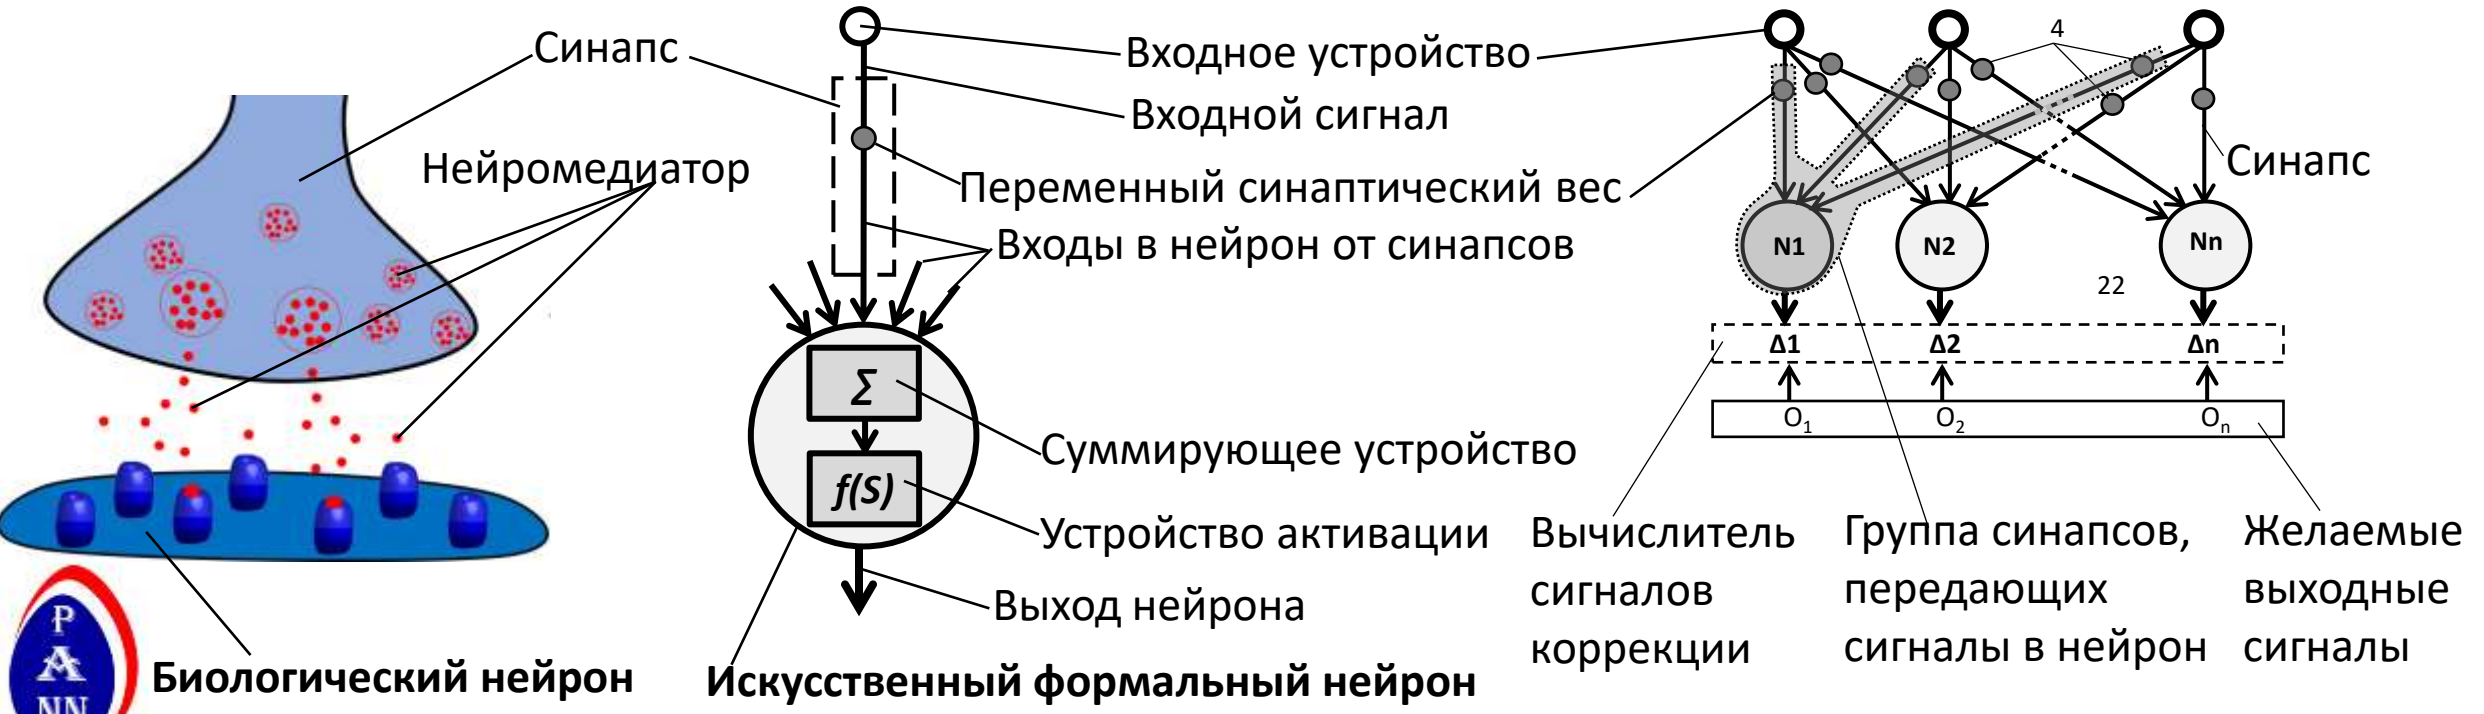 Синапс
Нейромедиатор
Биологический нейрон
P
A
NN
Входное устройство
Входной сигнал
Переменный синаптический вес
Входы в нейрон от синапсов
Σ
f(S)
Суммирующее устройство
Устройство активации
Выход нейрона
Искусственный формальный нейрон
4
Синапс
N1 N2 Nn
22
Δ1 Δ2 Δn
O1 O2 On
Вычислитель
сигналов
коррекции
Группа синапсов,
передающих
сигналы в нейрон
Желаемые
выходные
сигналы